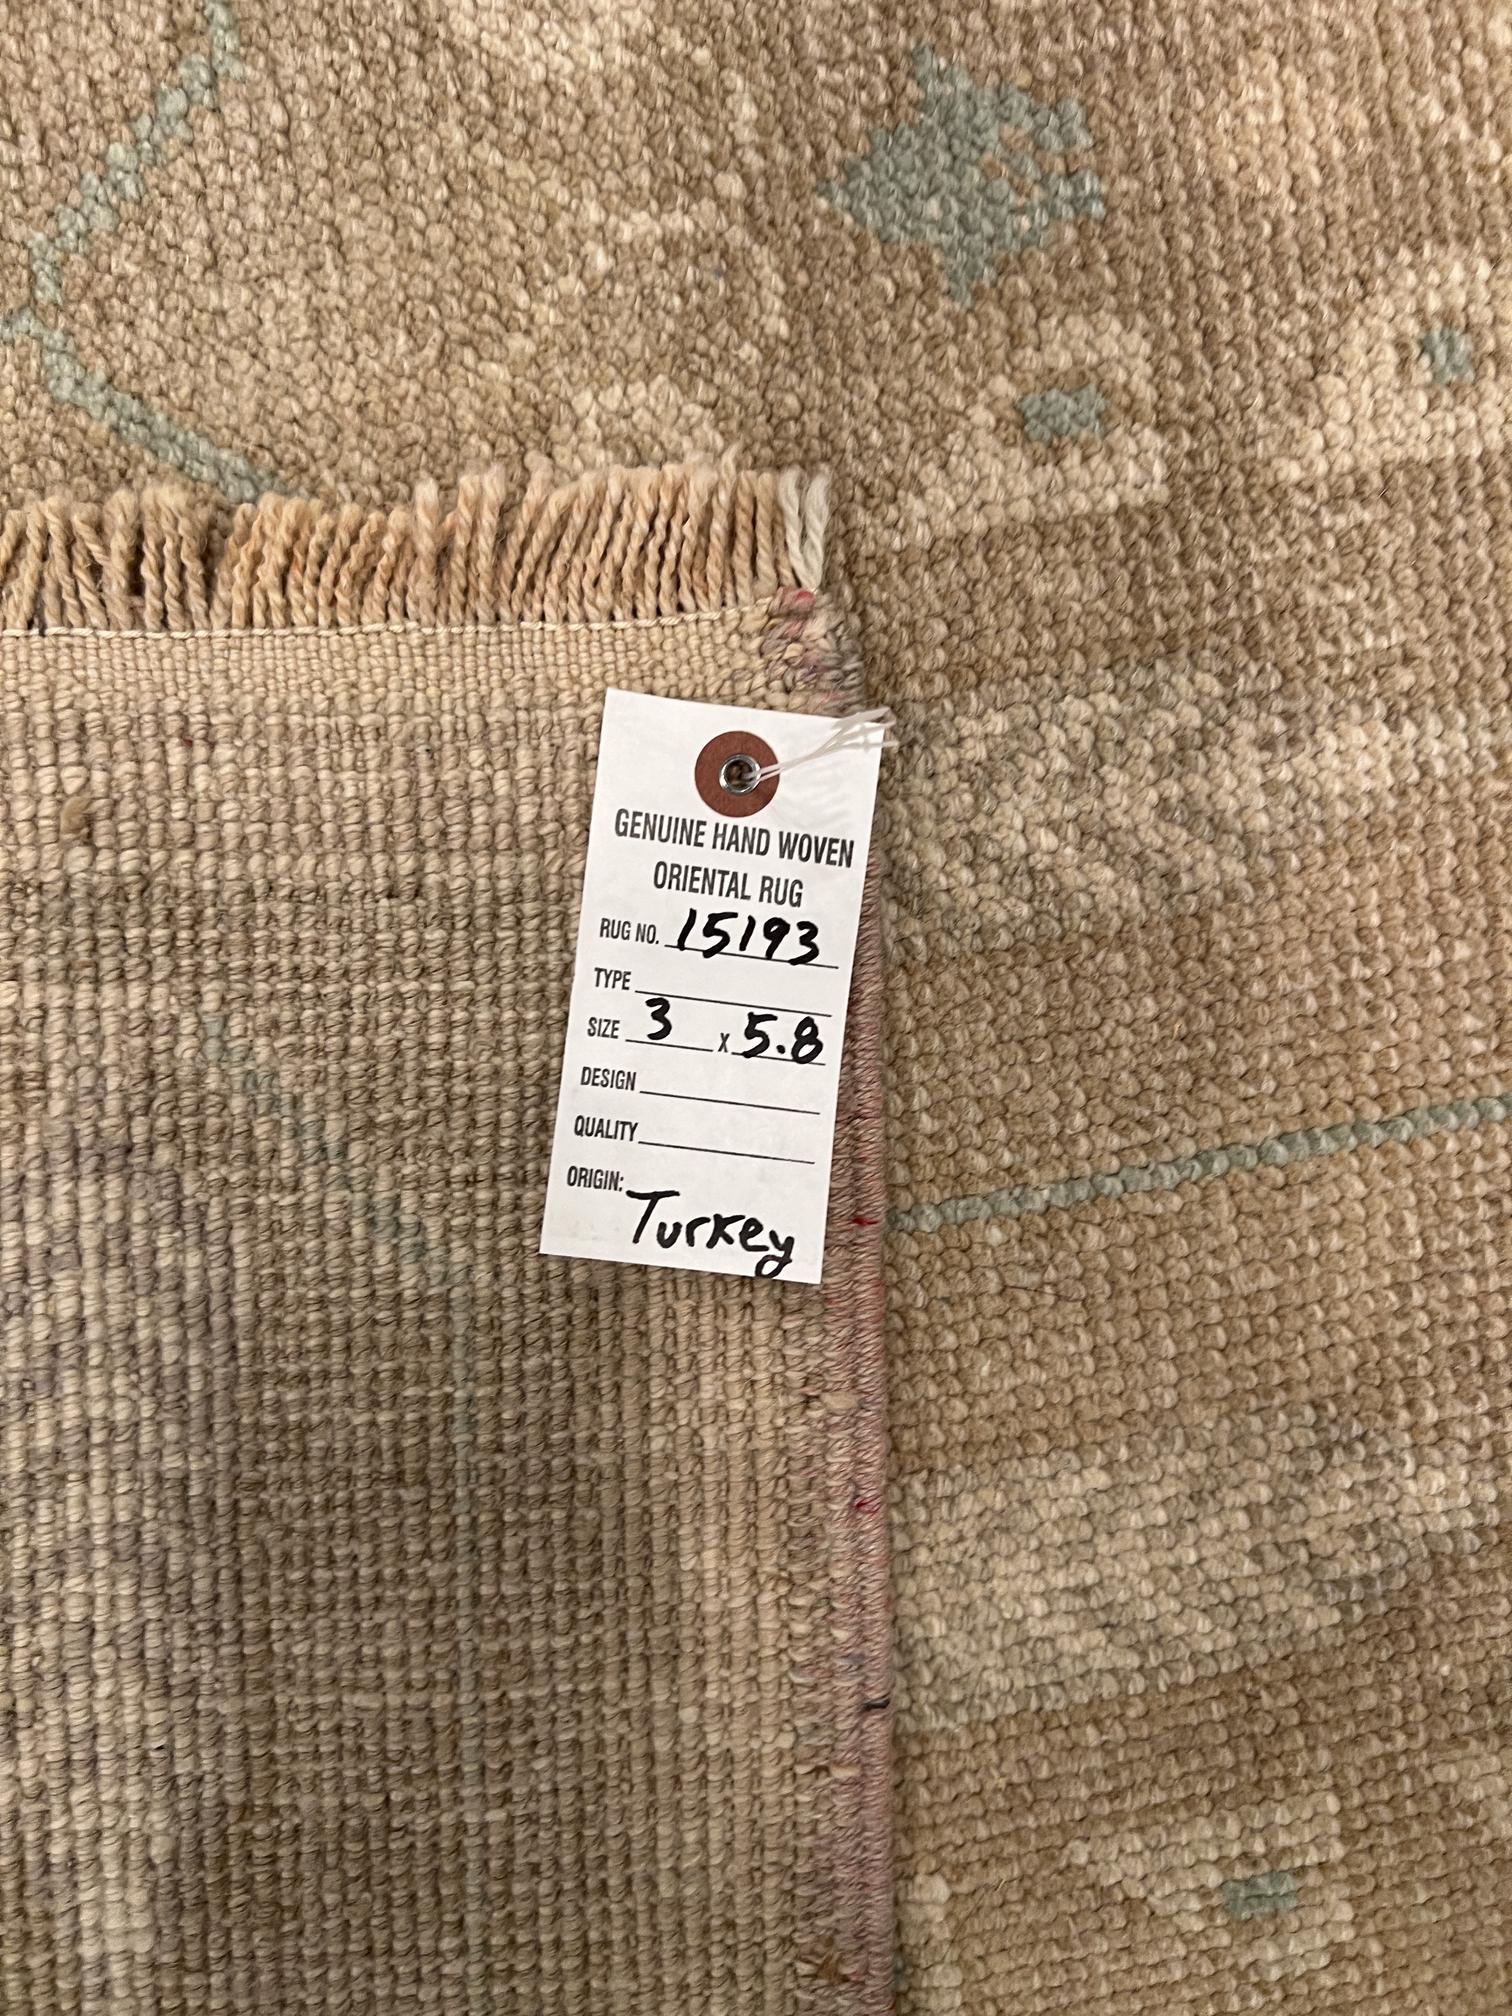 GENUINE HAND WOVEN
ORIENTAL RUG
RUG NO. 15193
TYPE
SIZE 3 x 5.8
DESIGN
QUALITY
ORIGIN: Turkey